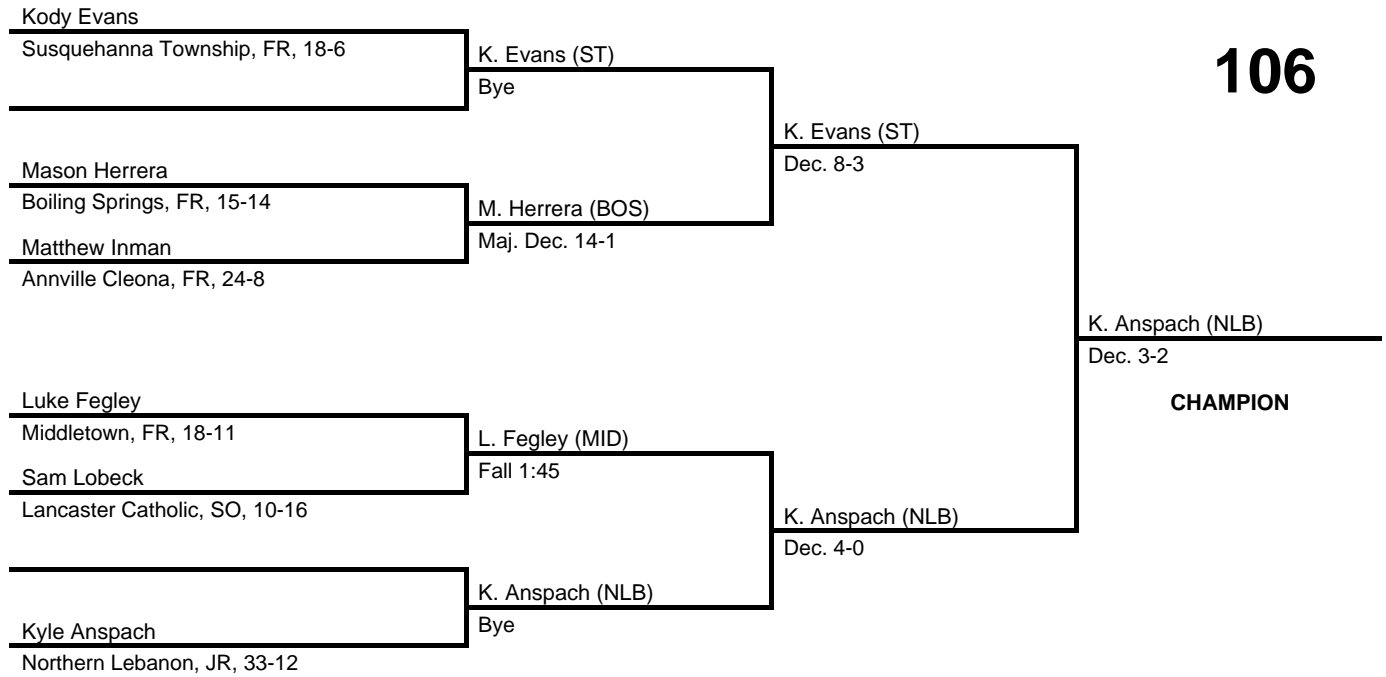 Kody Evans
Susquehanna Township, FR, 18-6
K. Evans (ST)
Bye
106
K. Evans (ST)
Dec. 8-3
Mason Herrera
Boiling Springs, FR, 15-14
M. Herrera (BOS)
Maj. Dec. 14-1
Matthew Inman
Annville Cleona, FR, 24-8
K. Anspach (NLB)
Dec. 3-2
CHAMPION
Luke Fegley
Middletown, FR, 18-11
L. Fegley (MID)
Fall 1:45
Sam Lobeck
Lancaster Catholic, SO, 10-16
K. Anspach (NLB)
Dec. 4-0
K. Anspach (NLB)
Bye
Kyle Anspach
Northern Lebanon, JR, 33-12